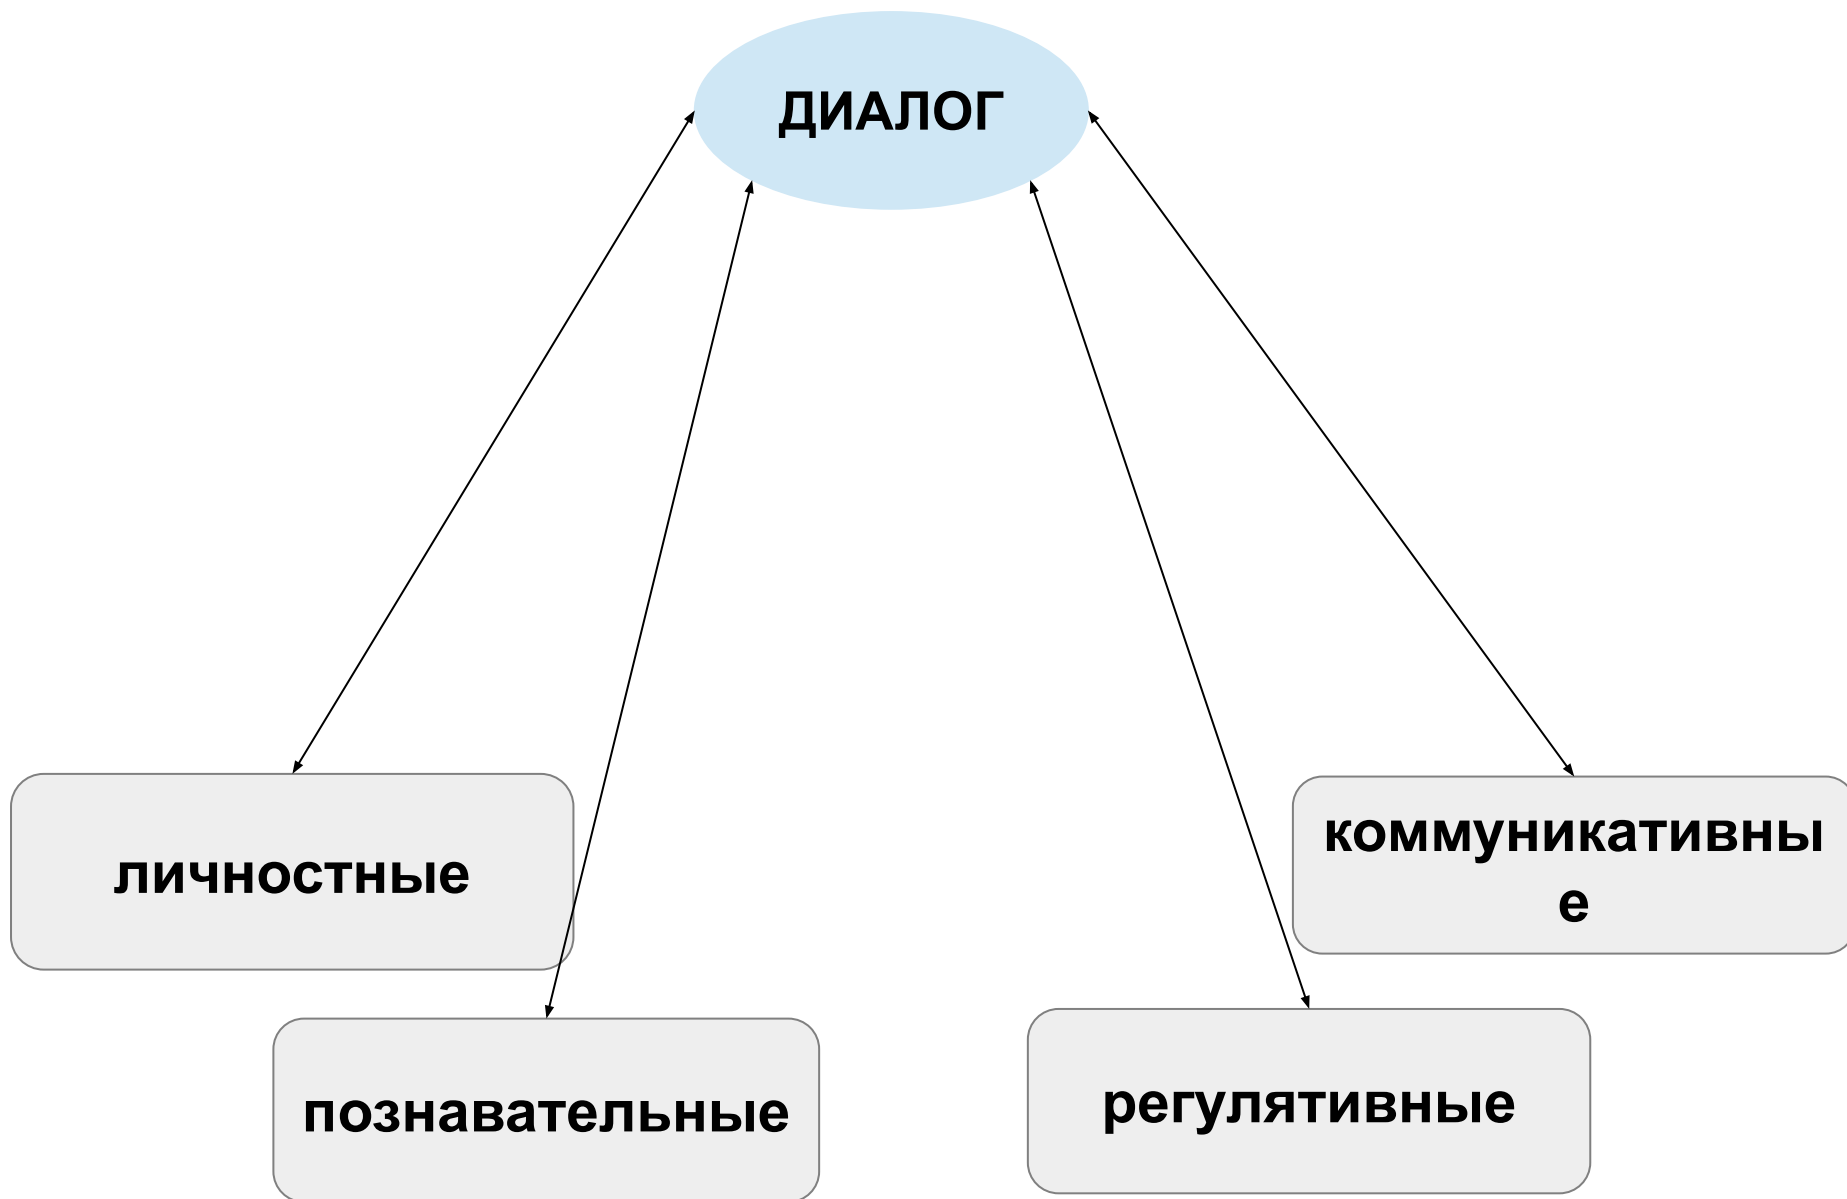 ДИАЛОГ
личностные
коммуникативны
е
познавательные
регулятивные